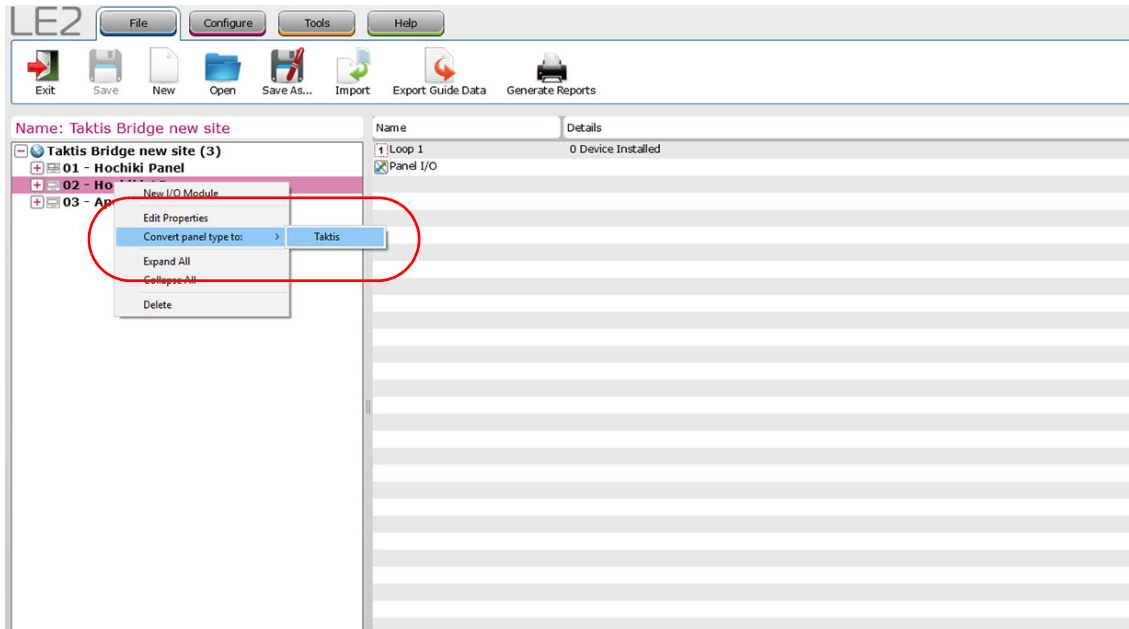 LE2
File Configure Tools Help
Exit Save New Open Save As... Import Export Guide Data Generate Reports
Name: Taktis Bridge new site
Name Details
Taktis Bridge new site (3)
1 Loop 1 0 Device Installed
01 - Hochiki Panel
Panel I/O
02 - Ho
New I/O Module
03 - Ap
Edit Properties
Convert panel type to: > Taktis
Expand All
Collapse All
Delete